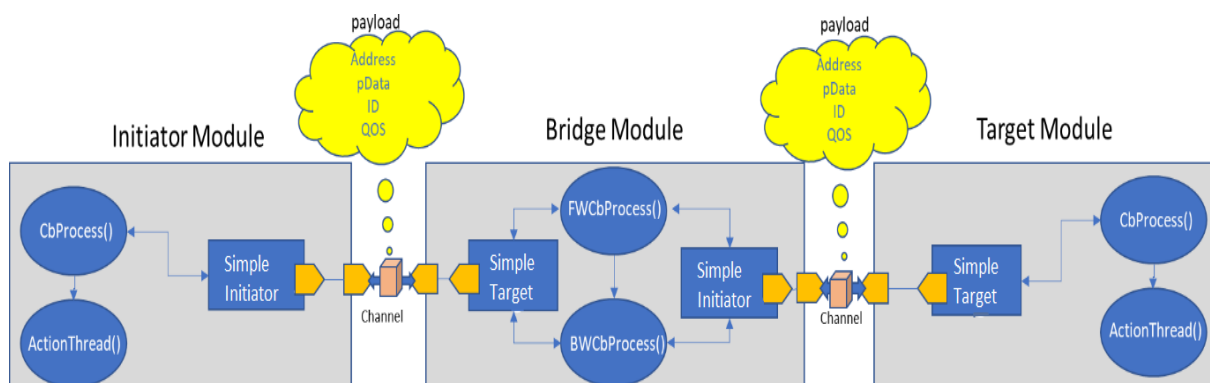 payload
Address
pData
ID
QOS
payload
Address
pData
ID
QOS
Initiator Module
Bridge Module
Target Module
CbProcess()
ActionThread()
Simple
Initiator
Channel
Simple
Target
FWCbProcess()
BWCbProcess()
Simple
Initiator
Channel
Simple
Target
CbProcess()
ActionThread()